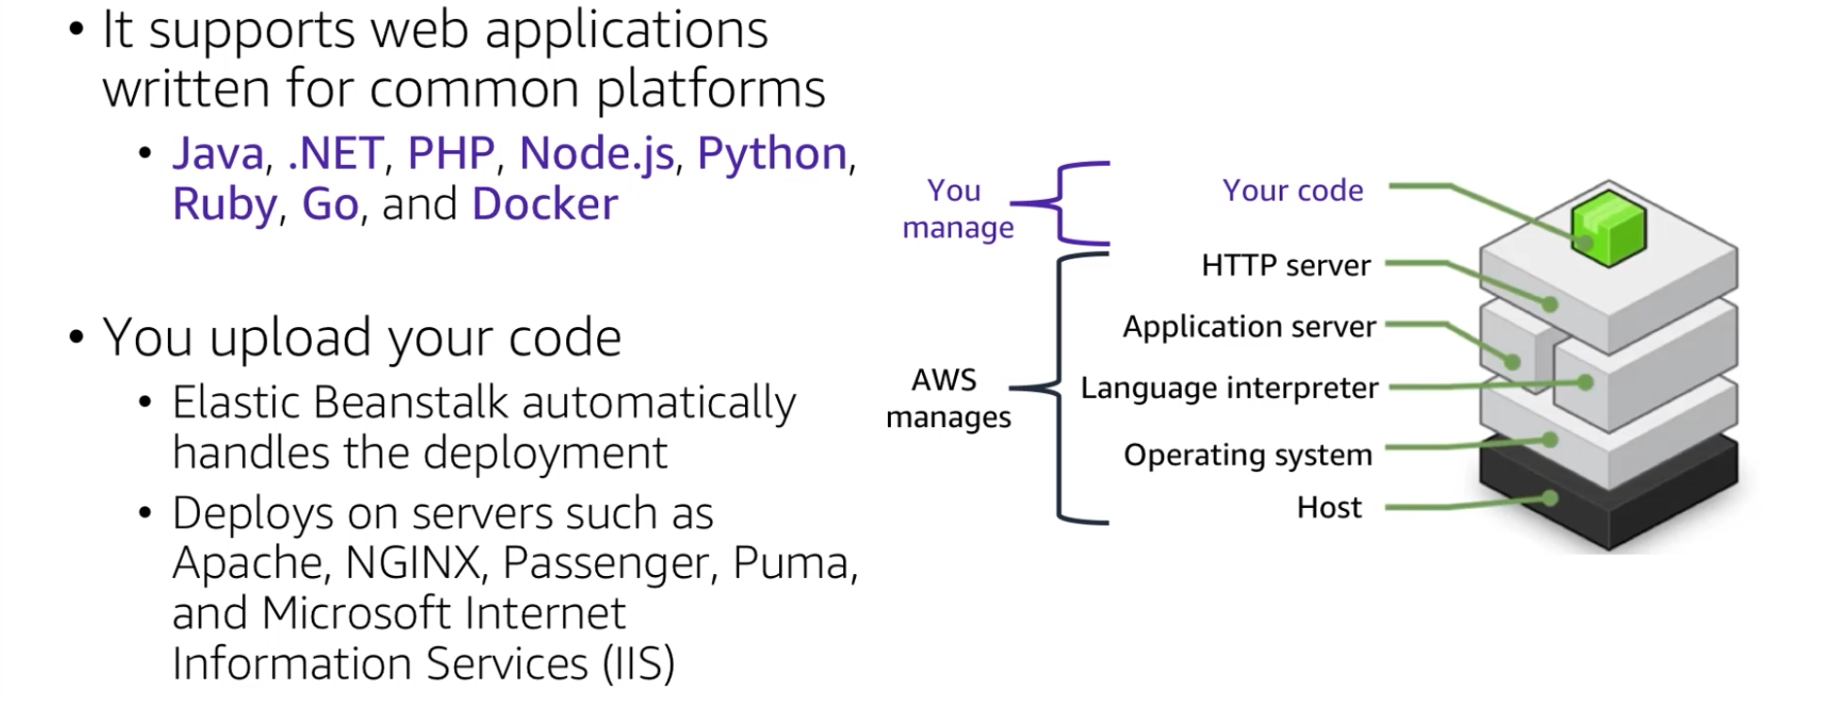 • It supports web applications
written for common platforms
• Java, .NET, PHP, Node.js, Python,
Ruby, Go, and Docker
• You upload your code
• Elastic Beanstalk automatically
handles the deployment
• Deploys on servers such as
Apache, NGINX, Passenger, Puma,
and Microsoft Internet
Information Services (IIS)
You
manage
AWS
manages
Your code
HTTP server
Application server
Language interpreter
Operating system
Host